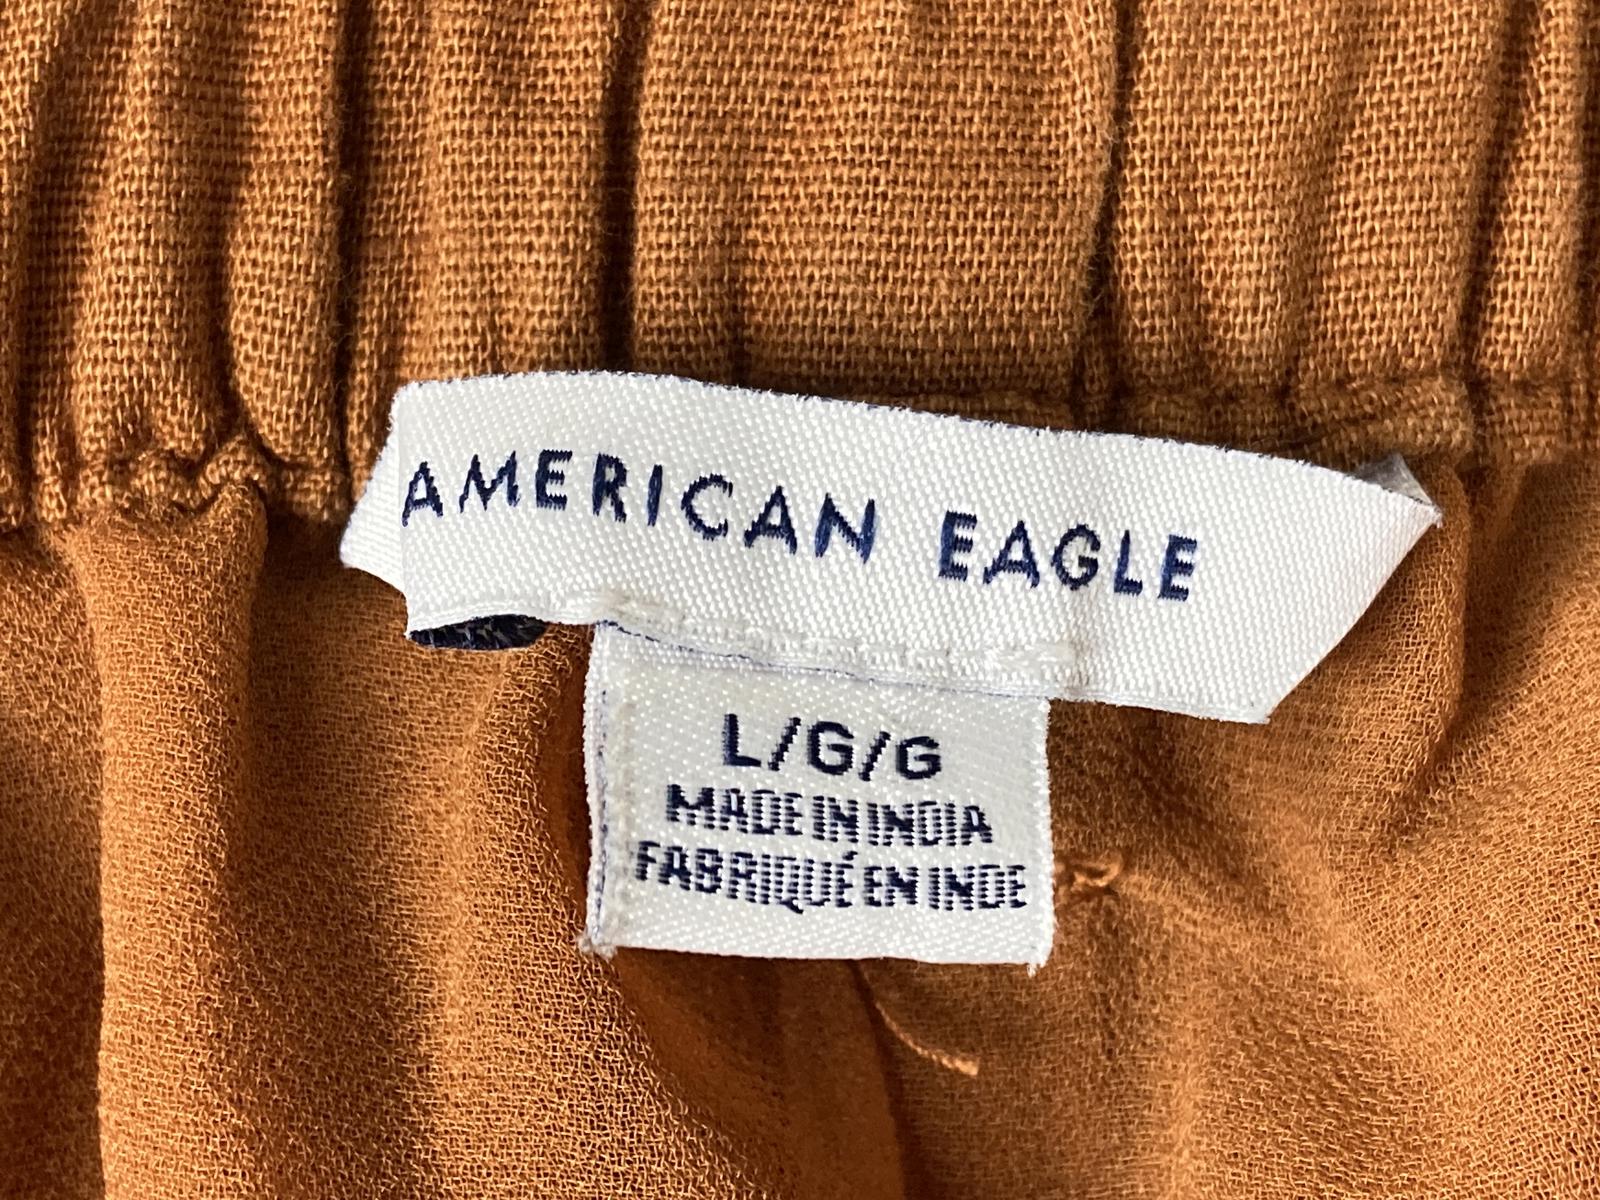 AMERICAN EAGLE
L/G/G
MADE IN INDIA
FABRIQUÉ EN INDE